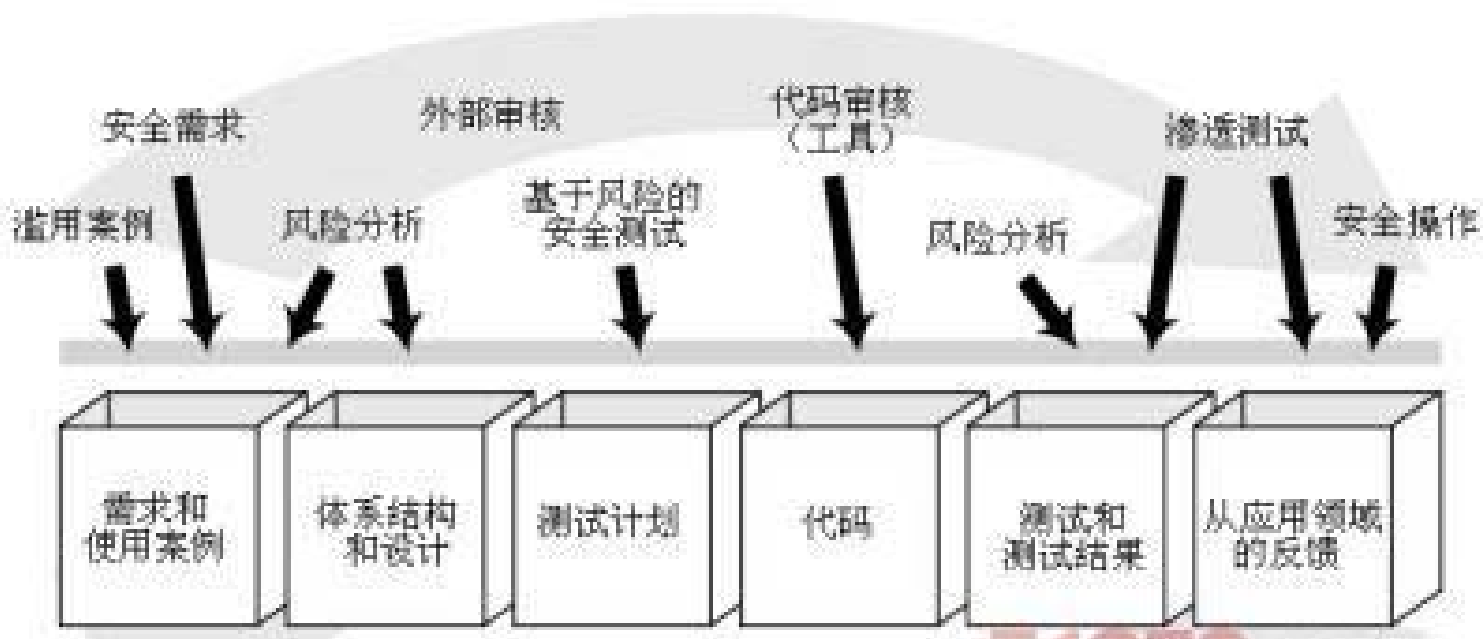 安全需求
外部审核
代码审核
（工具）
渗透测试
滥用案例
风险分析
基于风险的
安全测试
风险分析
安全操作
需求和
使用案例
体系结构
和设计
测试计划
代码
测试和
测试结果
从应用领域
的反馈